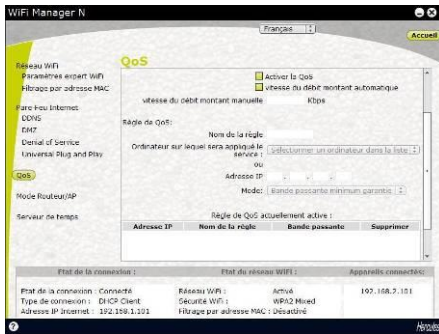 WiFi Manager N
Français
Accueil
QoS
Réseau WiFi
Paramètres expert WiFi
Filtrage par adresse MAC
Pare-Feu Internet
DDNS
DMZ
Denial of Service
Universal Plug and Play
QoS
Mode Routeur/AP
Serveur de temps
Activer la QoS
vitesse du débit montant automatique
vitesse du débit montant manuelle Kbps
Règle de QoS:
Nom de la règle
Ordinateur sur lequel sera appliqué le service : Sélectionner un ordinateur dans la liste
ou
Adresse IP . . .
Mode: Bande passante minimum garantie
Règle de QoS actuellement active :
Adresse IP Nom de la règle Bande passante Supprimer
Etat de la connexion : Etat du réseau WiFi : Appareils connectés:
Etat de la connexion : Connecté Réseau WiFi : Activé 192.168.2.101
Type de connexion : DHCP Client Sécurité WiFi : WPA2 Mixed
Adresse IP Internet : 192.168.1.101 Filtrage par adresse MAC : Désactivé
? Hercules